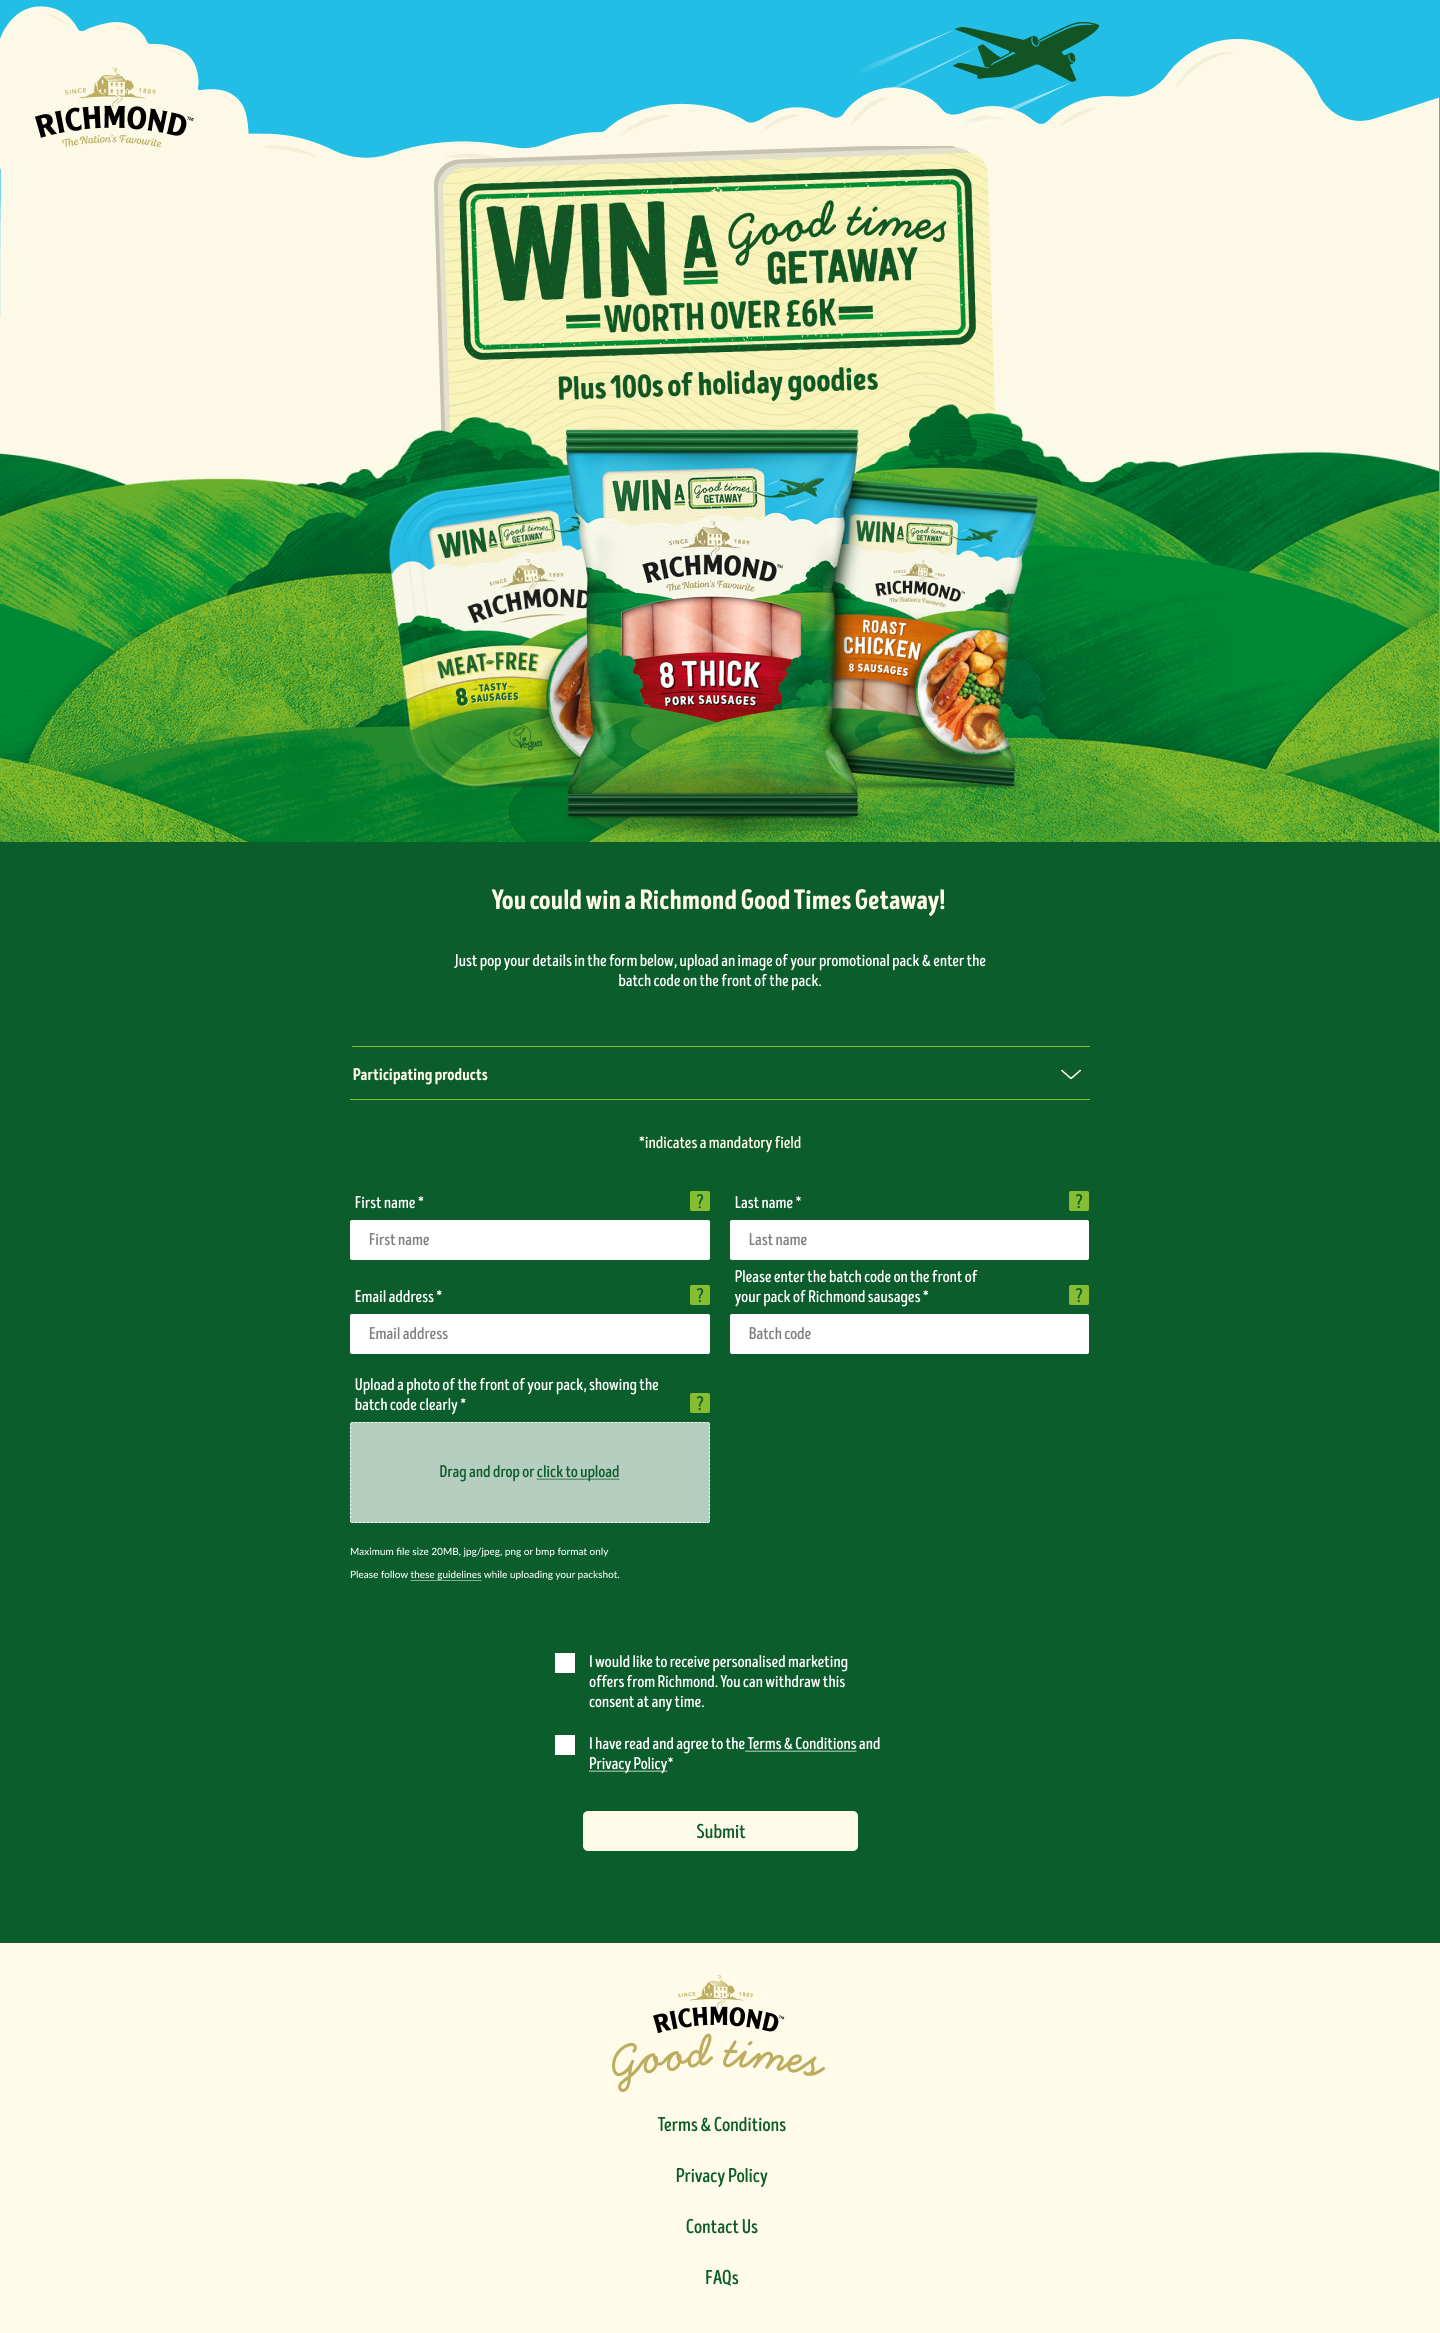 SINCE 1889
RICHMOND™
The Nation's Favourite
WIN A Good times
GETAWAY
WORTH OVER £6K
Plus 100s of holiday goodies
WIN A Good times
GETAWAY
SINCE 1889
RICHMOND
MEAT-FREE
8 TASTY
SAUSAGES
Vegan
WIN A Good times
GETAWAY
SINCE 1889
RICHMOND™
The Nation's Favourite
8 THICK
PORK SAUSAGES
WIN A Good times
GETAWAY
SINCE 1889
RICHMOND™
The Nation's Favourite
ROAST
CHICKEN
8 SAUSAGES
You could win a Richmond Good Times Getaway!
Just pop your details in the form below, upload an image of your promotional pack & enter the
batch code on the front of the pack.
Participating products
*indicates a mandatory field
First name * ?
First name
Last name * ?
Last name
Email address * ?
Email address
Please enter the batch code on the front of
your pack of Richmond sausages * ?
Batch code
Upload a photo of the front of your pack, showing the
batch code clearly * ?
Drag and drop or click to upload
Maximum file size 20MB, jpg/jpeg, png or bmp format only
Please follow these guidelines while uploading your packshot.
I would like to receive personalised marketing
offers from Richmond. You can withdraw this
consent at any time.
I have read and agree to the Terms & Conditions and
Privacy Policy*
Submit
SINCE 1889
RICHMOND™
Good times
Terms & Conditions
Privacy Policy
Contact Us
FAQs